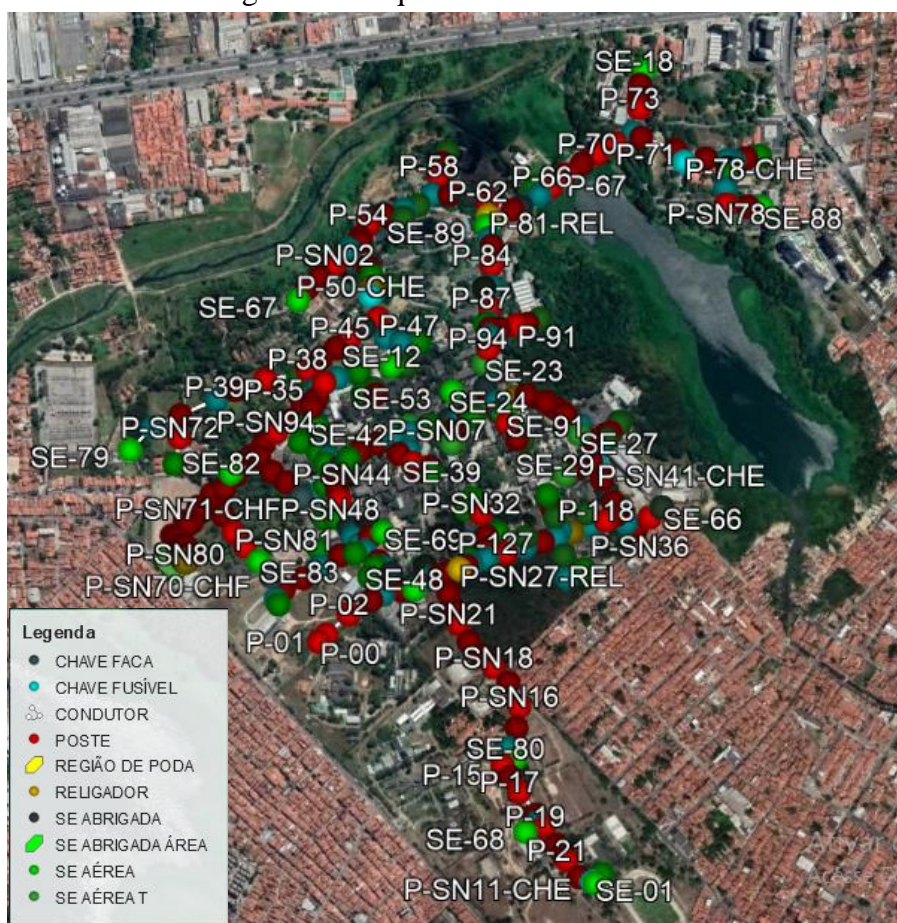 SE-18
P-73
P-70
P-71
P-58
P-66
P-78-CHE
P-62
P-67
P-54
P-81-REL
P-SN78
SE-88
SE-89
P-SN02
P-84
P-50-CHE
SE-67
P-87
P-45
P-47
P-94
P-91
P-38
SE-12
SE-23
P-39
P-35
SE-53
SE-24
P-SN94
P-SN72
SE-42
P-SN07
SE-91
SE-27
SE-79
SE-82
P-SN44
SE-39
SE-29
P-SN41-CHE
P-SN71-CHF
P-SN48
P-SN32
P-118
SE-66
P-SN80
P-SN81
SE-69
P-127
P-SN36
P-SN70-CHF
SE-83
SE-48
P-SN27-REL
P-02
P-SN21
P-01
P-00
P-SN18
P-SN16
SE-80
P-15
P-17
P-19
SE-68
P-21
P-SN11-CHE
SE-01
Legenda
CHAVE FACA
CHAVE FUSÍVEL
CONDUTOR
POSTE
REGIÃO DE PODA
RELIGADOR
SE ABRIGADA
SE ABRIGADA ÁREA
SE AÉREA
SE AÉREA T